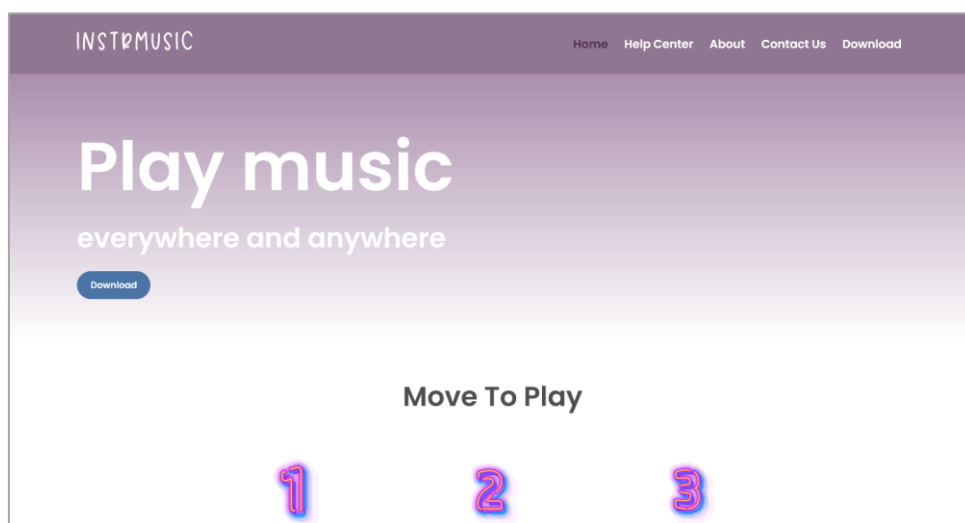 INSTRMUSIC
Home Help Center About Contact Us Download
Play music
everywhere and anywhere
Download
Move To Play
1 2 3